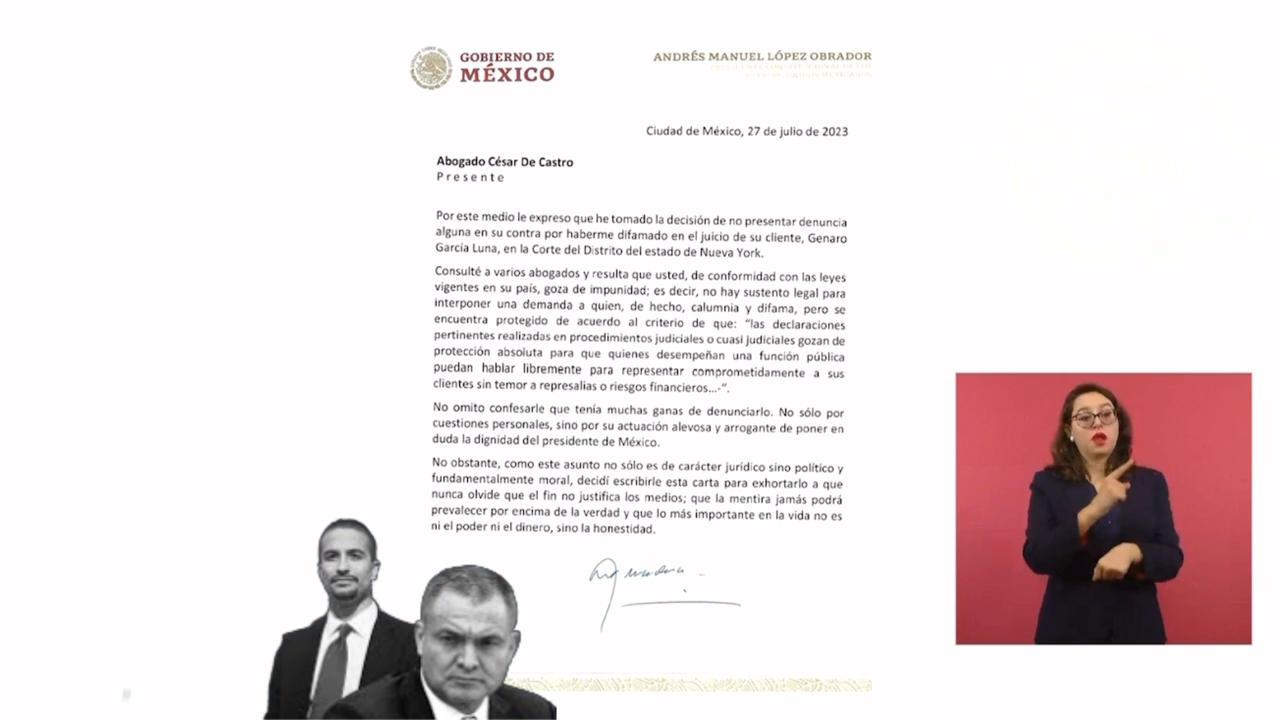 GOBIERNO DE
MÉXICO
ANDRÉS MANUEL LÓPEZ OBRADOR
Ciudad de México, 27 de julio de 2023
Abogado César De Castro
Presente
Por este medio le expreso que he tomado la decisión de no presentar denuncia
alguna en su contra por haberme difamado en el juicio de su cliente, Genaro
García Luna, en la Corte del Distrito del estado de Nueva York.
Consulté a varios abogados y resulta que usted, de conformidad con las leyes
vigentes en su país, goza de impunidad; es decir, no hay sustento legal para
interponer una demanda a quien, de hecho, calumnia y difama, pero se
encuentra protegido de acuerdo al criterio de que: “las declaraciones
pertinentes realizadas en procedimientos judiciales o cuasi judiciales gozan de
protección absoluta para que quienes desempeñan una función pública
puedan hablar libremente para representar comprometidamente a sus
clientes sin temor a represalias o riesgos financieros...-“.
No omito confesarle que tenía muchas ganas de denunciarlo. No sólo por
cuestiones personales, sino por su actuación alevosa y arrogante de poner en
duda la dignidad del presidente de México.
No obstante, como este asunto no sólo es de carácter jurídico sino político y
fundamentalmente moral, decidí escribirle esta carta para exhortarlo a que
nunca olvide que el fin no justifica los medios; que la mentira jamás podrá
prevalecer por encima de la verdad y que lo más importante en la vida no es
ni el poder ni el dinero, sino la honestidad.